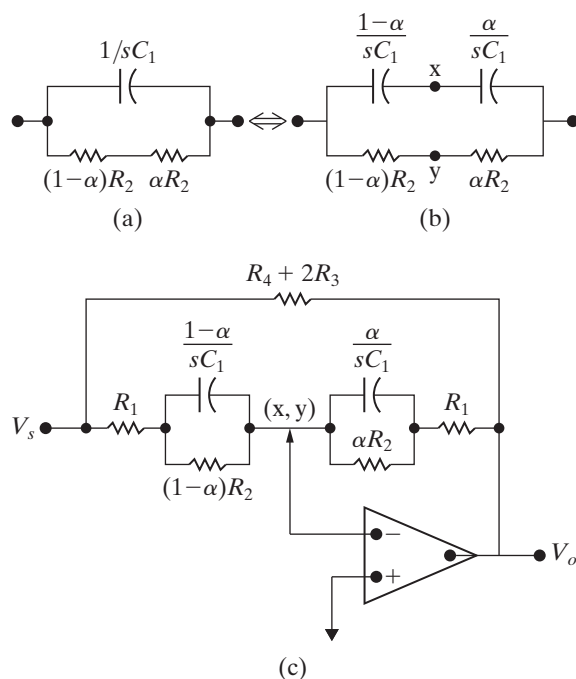 1/sC₁
(1−α)R₂ αR₂
(a)
1−α
sC₁
x
α
sC₁
(1−α)R₂
y
αR₂
(b)
R₄ + 2R₃
1−α
sC₁
α
sC₁
Vₛ
R₁
(x, y)
R₁
(1−α)R₂
αR₂
−
+
Vₒ
(c)